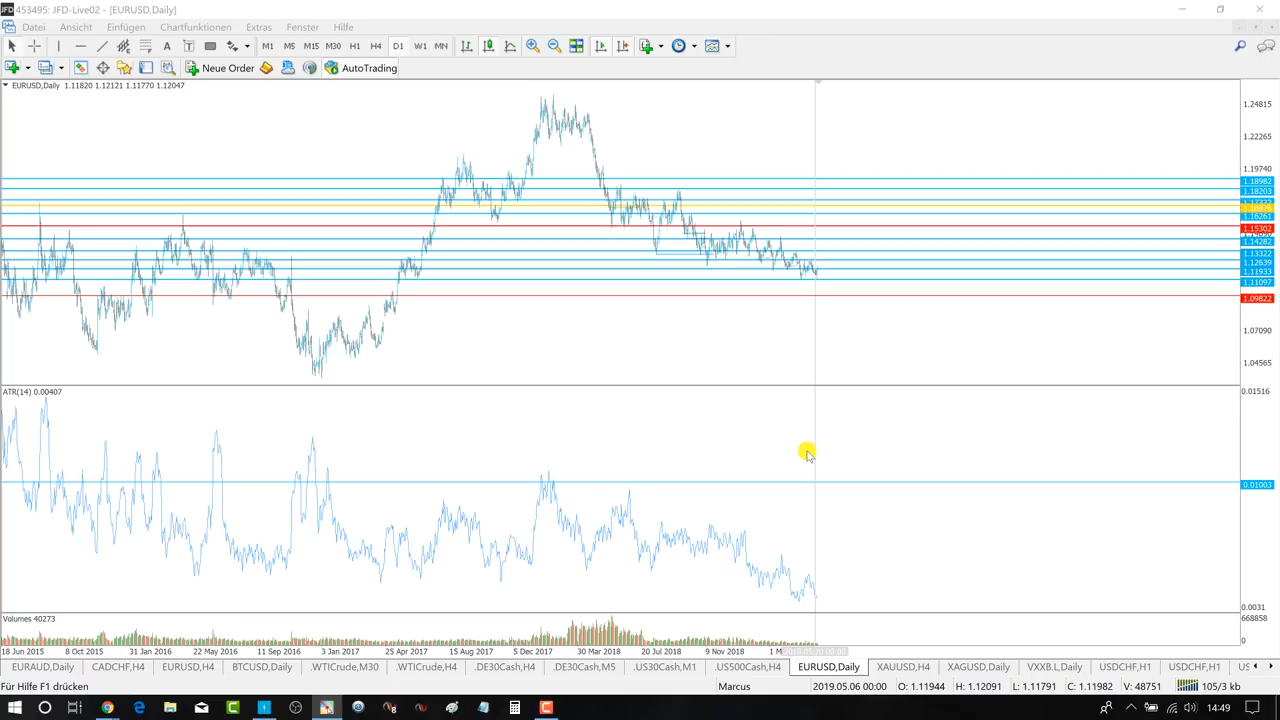 JFD 453495: JFD-Live02 - [EURUSD,Daily]
Datei Ansicht Einfügen Chartfunktionen Extras Fenster Hilfe
A T M1 M5 M15 M30 H1 H4 D1 W1 MN
Neue Order AutoTrading
EURUSD,Daily 1.11820 1.12121 1.11770 1.12047
1.24815
1.22265
1.19740
1.18982
1.18203
1.16261
1.15302
1.14282
1.13322
1.12639
1.11933
1.11097
1.09822
1.07090
1.04565
ATR(14) 0.00407
0.01516
0.01003
0.0031
Volumes 40273
668858
0
18 Jun 2015 8 Oct 2015 31 Jan 2016 22 May 2016 11 Sep 2016 3 Jan 2017 25 Apr 2017 15 Aug 2017 5 Dec 2017 30 Mar 2018 20 Jul 2018 9 Nov 2018 1 M
EURAUD,Daily CADCHF,H4 EURUSD,H4 BTCUSD,Daily .WTICrude,M30 .WTICrude,H4 .DE30Cash,H4 .DE30Cash,M5 .US30Cash,M1 .US500Cash,H4 EURUSD,Daily XAUUSD,H4 XAGUSD,Daily VXXB.L,Daily USDCHF,H1 USDCHF,H1
Für Hilfe F1 drücken Marcus 2019.05.06 00:00 O: 1.11944 H: 1.12091 L: 1.11791 C: 1.11982 V: 48751 105/3 kb
14:49